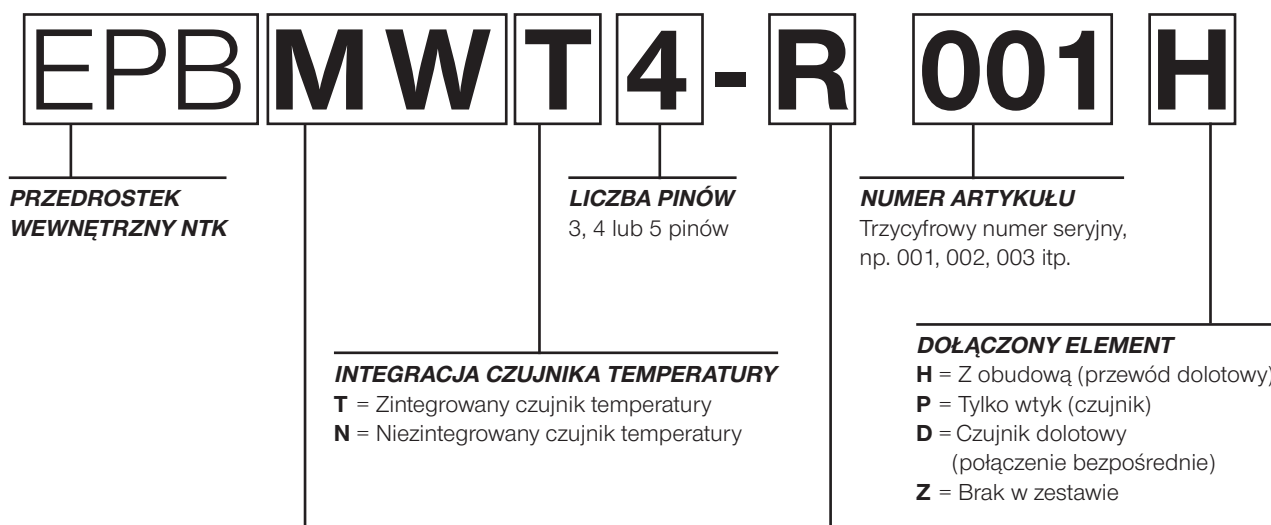 EPB MW T 4 - R 001 H
PRZEDROSTEK
WEWNĘTRZNY NTK
LICZBA PINÓW
3, 4 lub 5 pinów
NUMER ARTYKUŁU
Trzycyfrowy numer seryjny,
np. 001, 002, 003 itp.
INTEGRACJA CZUJNIKA TEMPERATURY
T = Zintegrowany czujnik temperatury
N = Niezintegrowany czujnik temperatury
DOŁĄCZONY ELEMENT
H = Z obudową (przewód dolotowy)
P = Tylko wtyk (czujnik)
D = Czujnik dolotowy
(połączenie bezpośrednie)
Z = Brak w zestawie